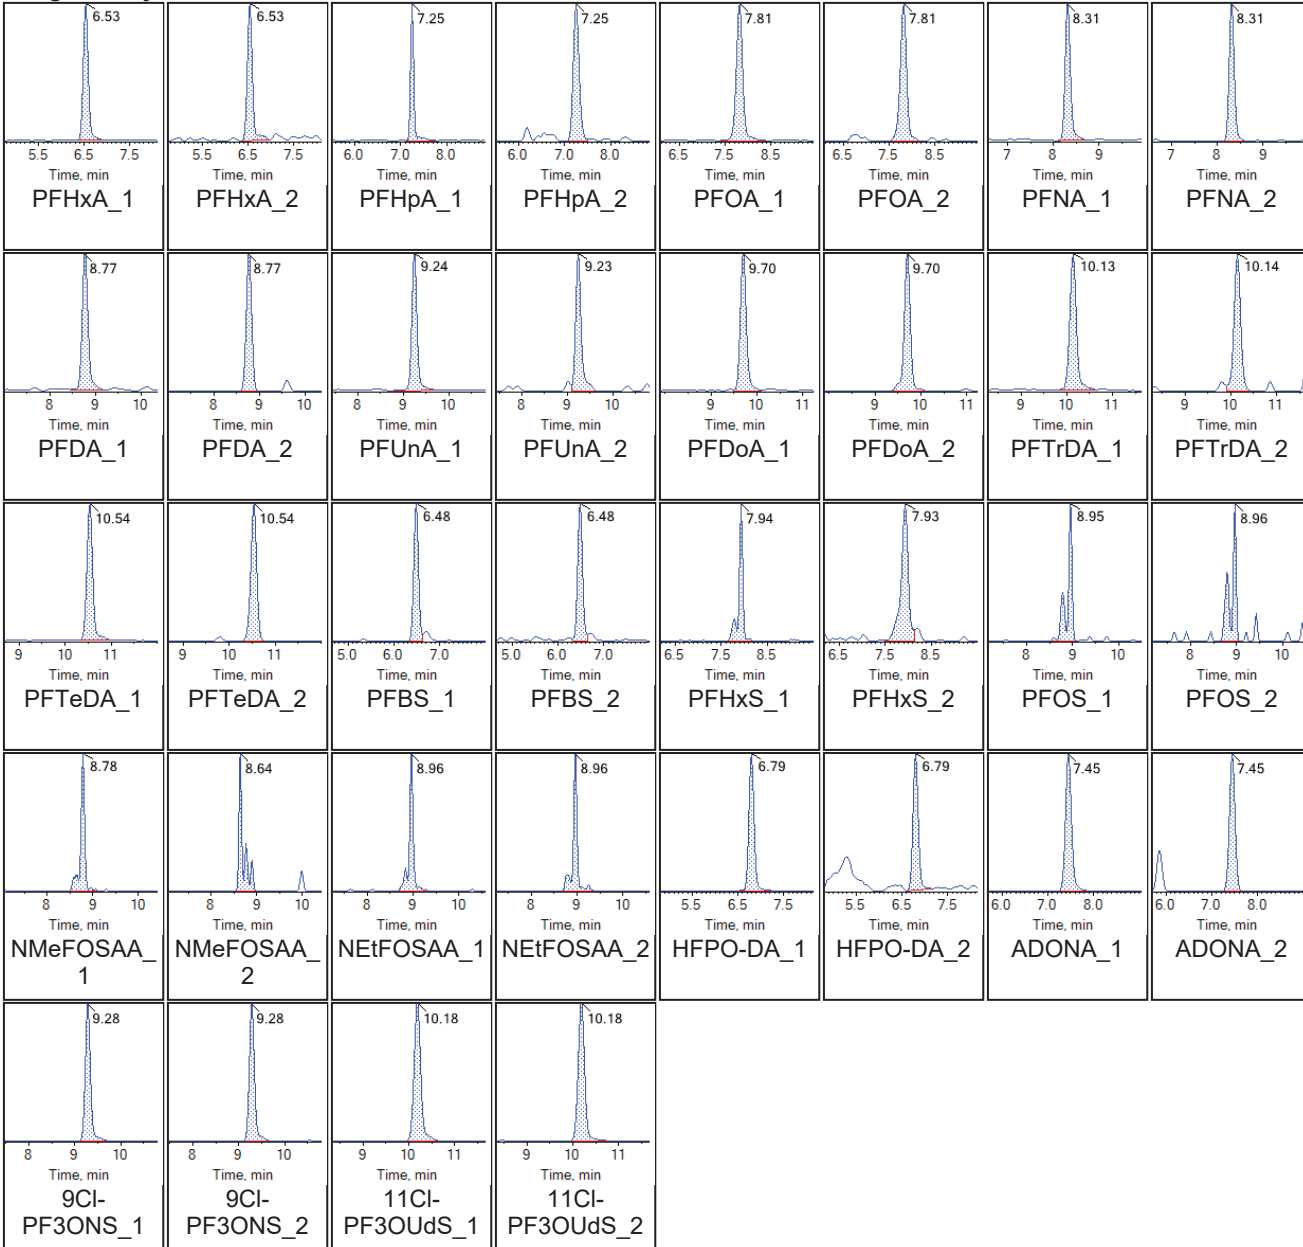 6.53
5.5 6.5 7.5
Time, min
PFHxA_1
6.53
5.5 6.5 7.5
Time, min
PFHxA_2
7.25
6.0 7.0 8.0
Time, min
PFHpA_1
7.25
6.0 7.0 8.0
Time, min
PFHpA_2
7.81
6.5 7.5 8.5
Time, min
PFOA_1
7.81
6.5 7.5 8.5
Time, min
PFOA_2
8.31
7 8 9
Time, min
PFNA_1
8.31
7 8 9
Time, min
PFNA_2
8.77
8 9 10
Time, min
PFDA_1
8.77
8 9 10
Time, min
PFDA_2
9.24
8 9 10
Time, min
PFUnA_1
9.23
8 9 10
Time, min
PFUnA_2
9.70
9 10 11
Time, min
PFDoA_1
9.70
9 10 11
Time, min
PFDoA_2
10.13
9 10 11
Time, min
PFTrDA_1
10.14
9 10 11
Time, min
PFTrDA_2
10.54
9 10 11
Time, min
PFTeDA_1
10.54
9 10 11
Time, min
PFTeDA_2
6.48
5.0 6.0 7.0
Time, min
PFBS_1
6.48
5.0 6.0 7.0
Time, min
PFBS_2
7.94
6.5 7.5 8.5
Time, min
PFHxS_1
7.93
6.5 7.5 8.5
Time, min
PFHxS_2
8.95
8 9 10
Time, min
PFOS_1
8.96
8 9 10
Time, min
PFOS_2
8.78
8 9 10
Time, min
NMeFOSAA_
1
8.64
8 9 10
Time, min
NMeFOSAA_
2
8.96
8 9 10
Time, min
NEtFOSAA_1
8.96
8 9 10
Time, min
NEtFOSAA_2
6.79
5.5 6.5 7.5
Time, min
HFPO-DA_1
6.79
5.5 6.5 7.5
Time, min
HFPO-DA_2
7.45
6.0 7.0 8.0
Time, min
ADONA_1
7.45
6.0 7.0 8.0
Time, min
ADONA_2
9.28
8 9 10
Time, min
9Cl-
PF3ONS_1
9.28
8 9 10
Time, min
9Cl-
PF3ONS_2
10.18
9 10 11
Time, min
11Cl-
PF3OUdS_1
10.18
9 10 11
Time, min
11Cl-
PF3OUdS_2